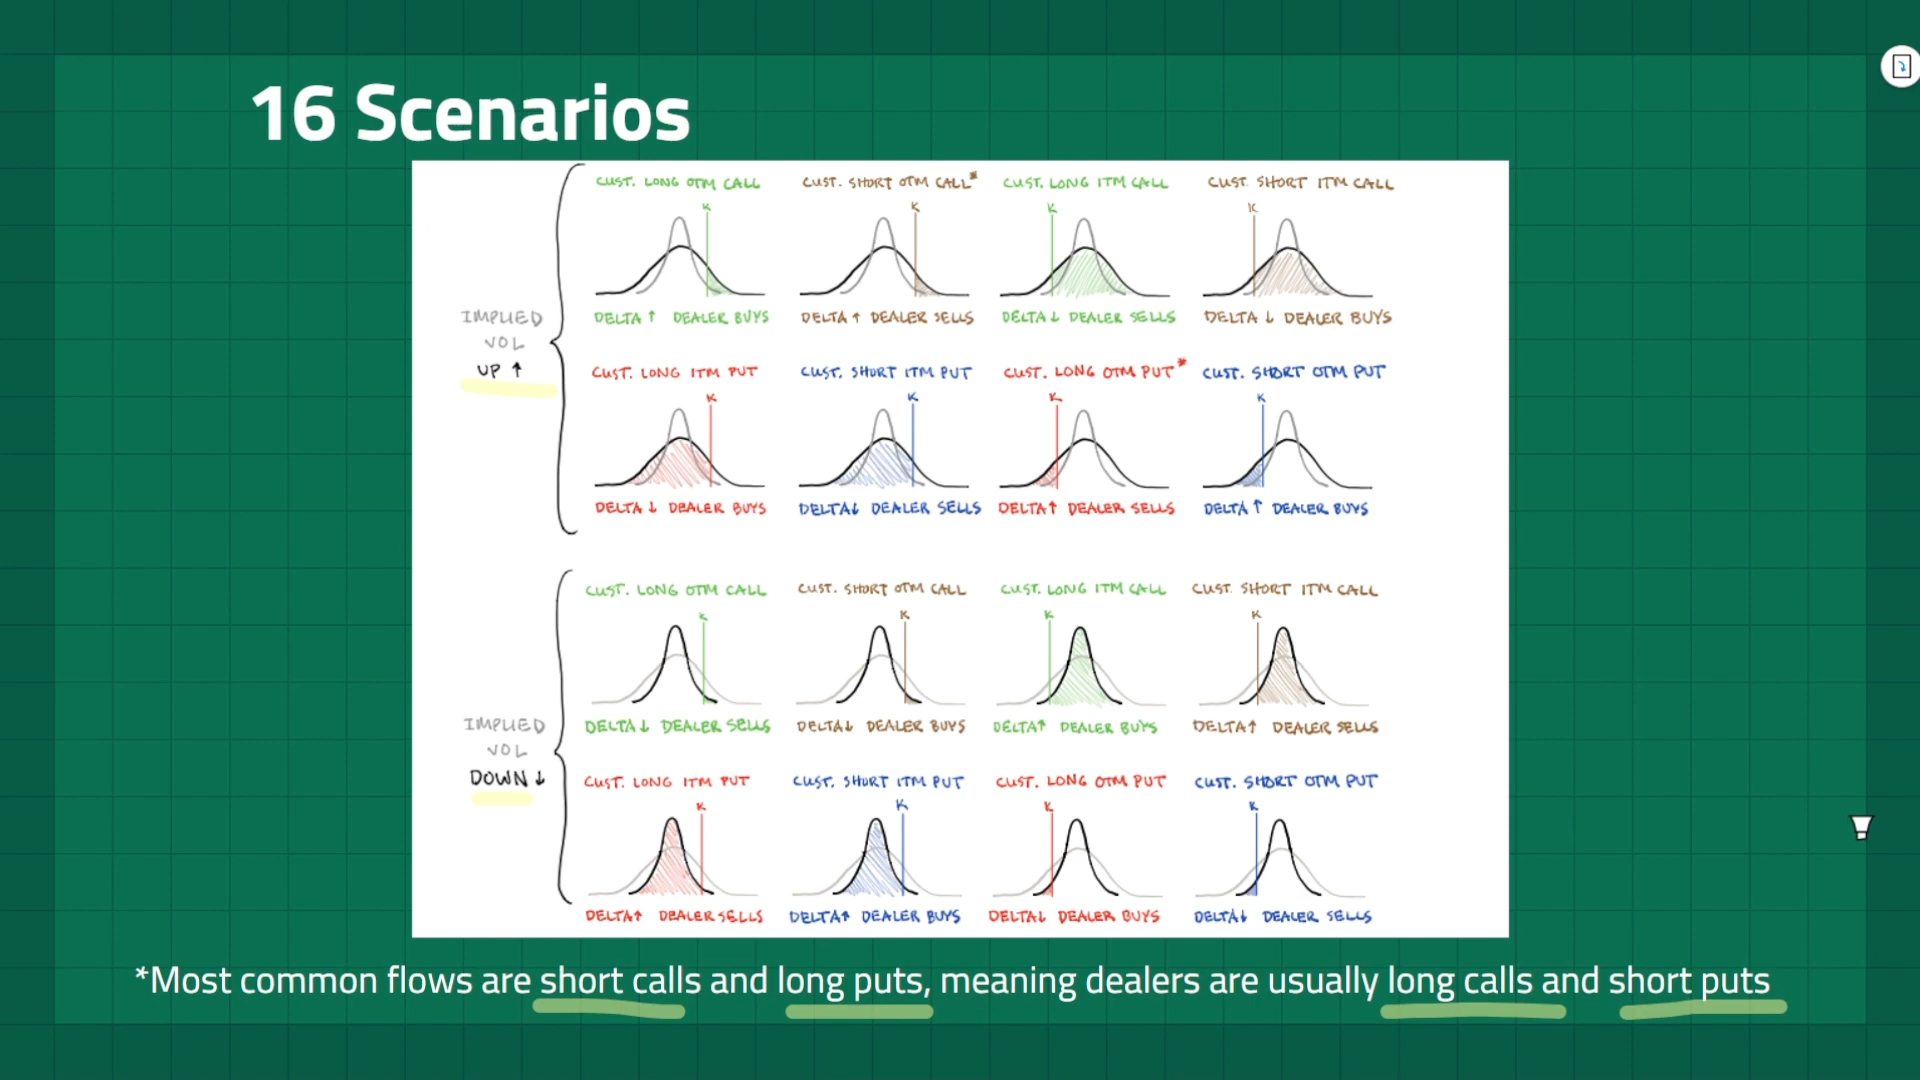 16 Scenarios
CUST. LONG OTM CALL
CUST. SHORT OTM CALL*
CUST. LONG ITM CALL
CUST. SHORT ITM CALL
K
K
K
K
DELTA ↑ DEALER BUYS
DELTA ↑ DEALER SELLS
DELTA ↓ DEALER SELLS
DELTA ↓ DEALER BUYS
IMPLIED
VOL
UP ↑
CUST. LONG ITM PUT
CUST. SHORT ITM PUT
CUST. LONG OTM PUT*
CUST. SHORT OTM PUT
K
K
K
K
DELTA ↓ DEALER BUYS
DELTA↓ DEALER SELLS
DELTA↑ DEALER SELLS
DELTA ↑ DEALER BUYS
CUST. LONG OTM CALL
CUST. SHORT OTM CALL
CUST. LONG ITM CALL
CUST. SHORT ITM CALL
K
K
K
K
DELTA↓ DEALER SELLS
DELTA↓ DEALER BUYS
DELTA↑ DEALER BUYS
DELTA↑ DEALER SELLS
IMPLIED
VOL
DOWN ↓
CUST. LONG ITM PUT
CUST. SHORT ITM PUT
CUST. LONG OTM PUT
CUST. SHORT OTM PUT
K
K
K
K
DELTA↑ DEALER SELLS
DELTA↑ DEALER BUYS
DELTA↓ DEALER BUYS
DELTA↓ DEALER SELLS
*Most common flows are short calls and long puts, meaning dealers are usually long calls and short puts